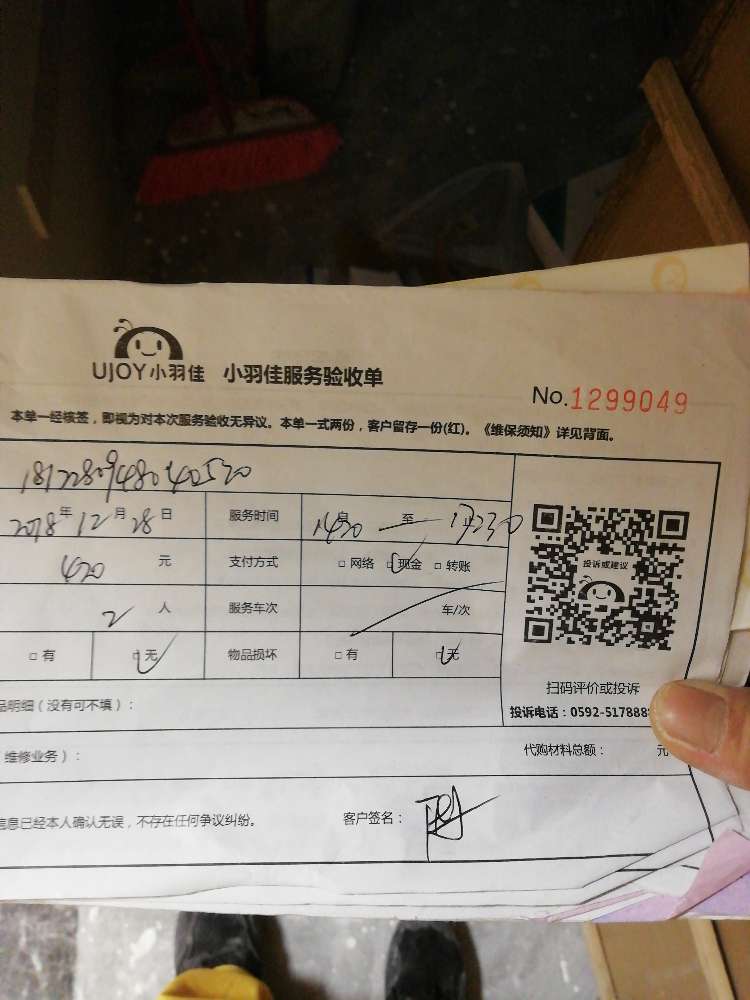 UJOY小羽佳 小羽佳服务验收单
No.1299049
本单一经核签，即视为对本次服务验收无异议。本单一式两份，客户留存一份(红)。《维保须知》详见背面。
1812280948040520
2018年12月28日 服务时间 1430 至 17230
420 元 支付方式 □ 网络 □ 现金 □ 转账
投诉或建议
2 人 服务车次 车/次
□ 有 □ 无 物品损坏 □ 有 □ 无
扫码评价或投诉
投诉电话：0592-517888
品明细（没有可不填）：
维修业务）： 代购材料总额： 元
信息已经本人确认无误，不存在任何争议纠纷。 客户签名：